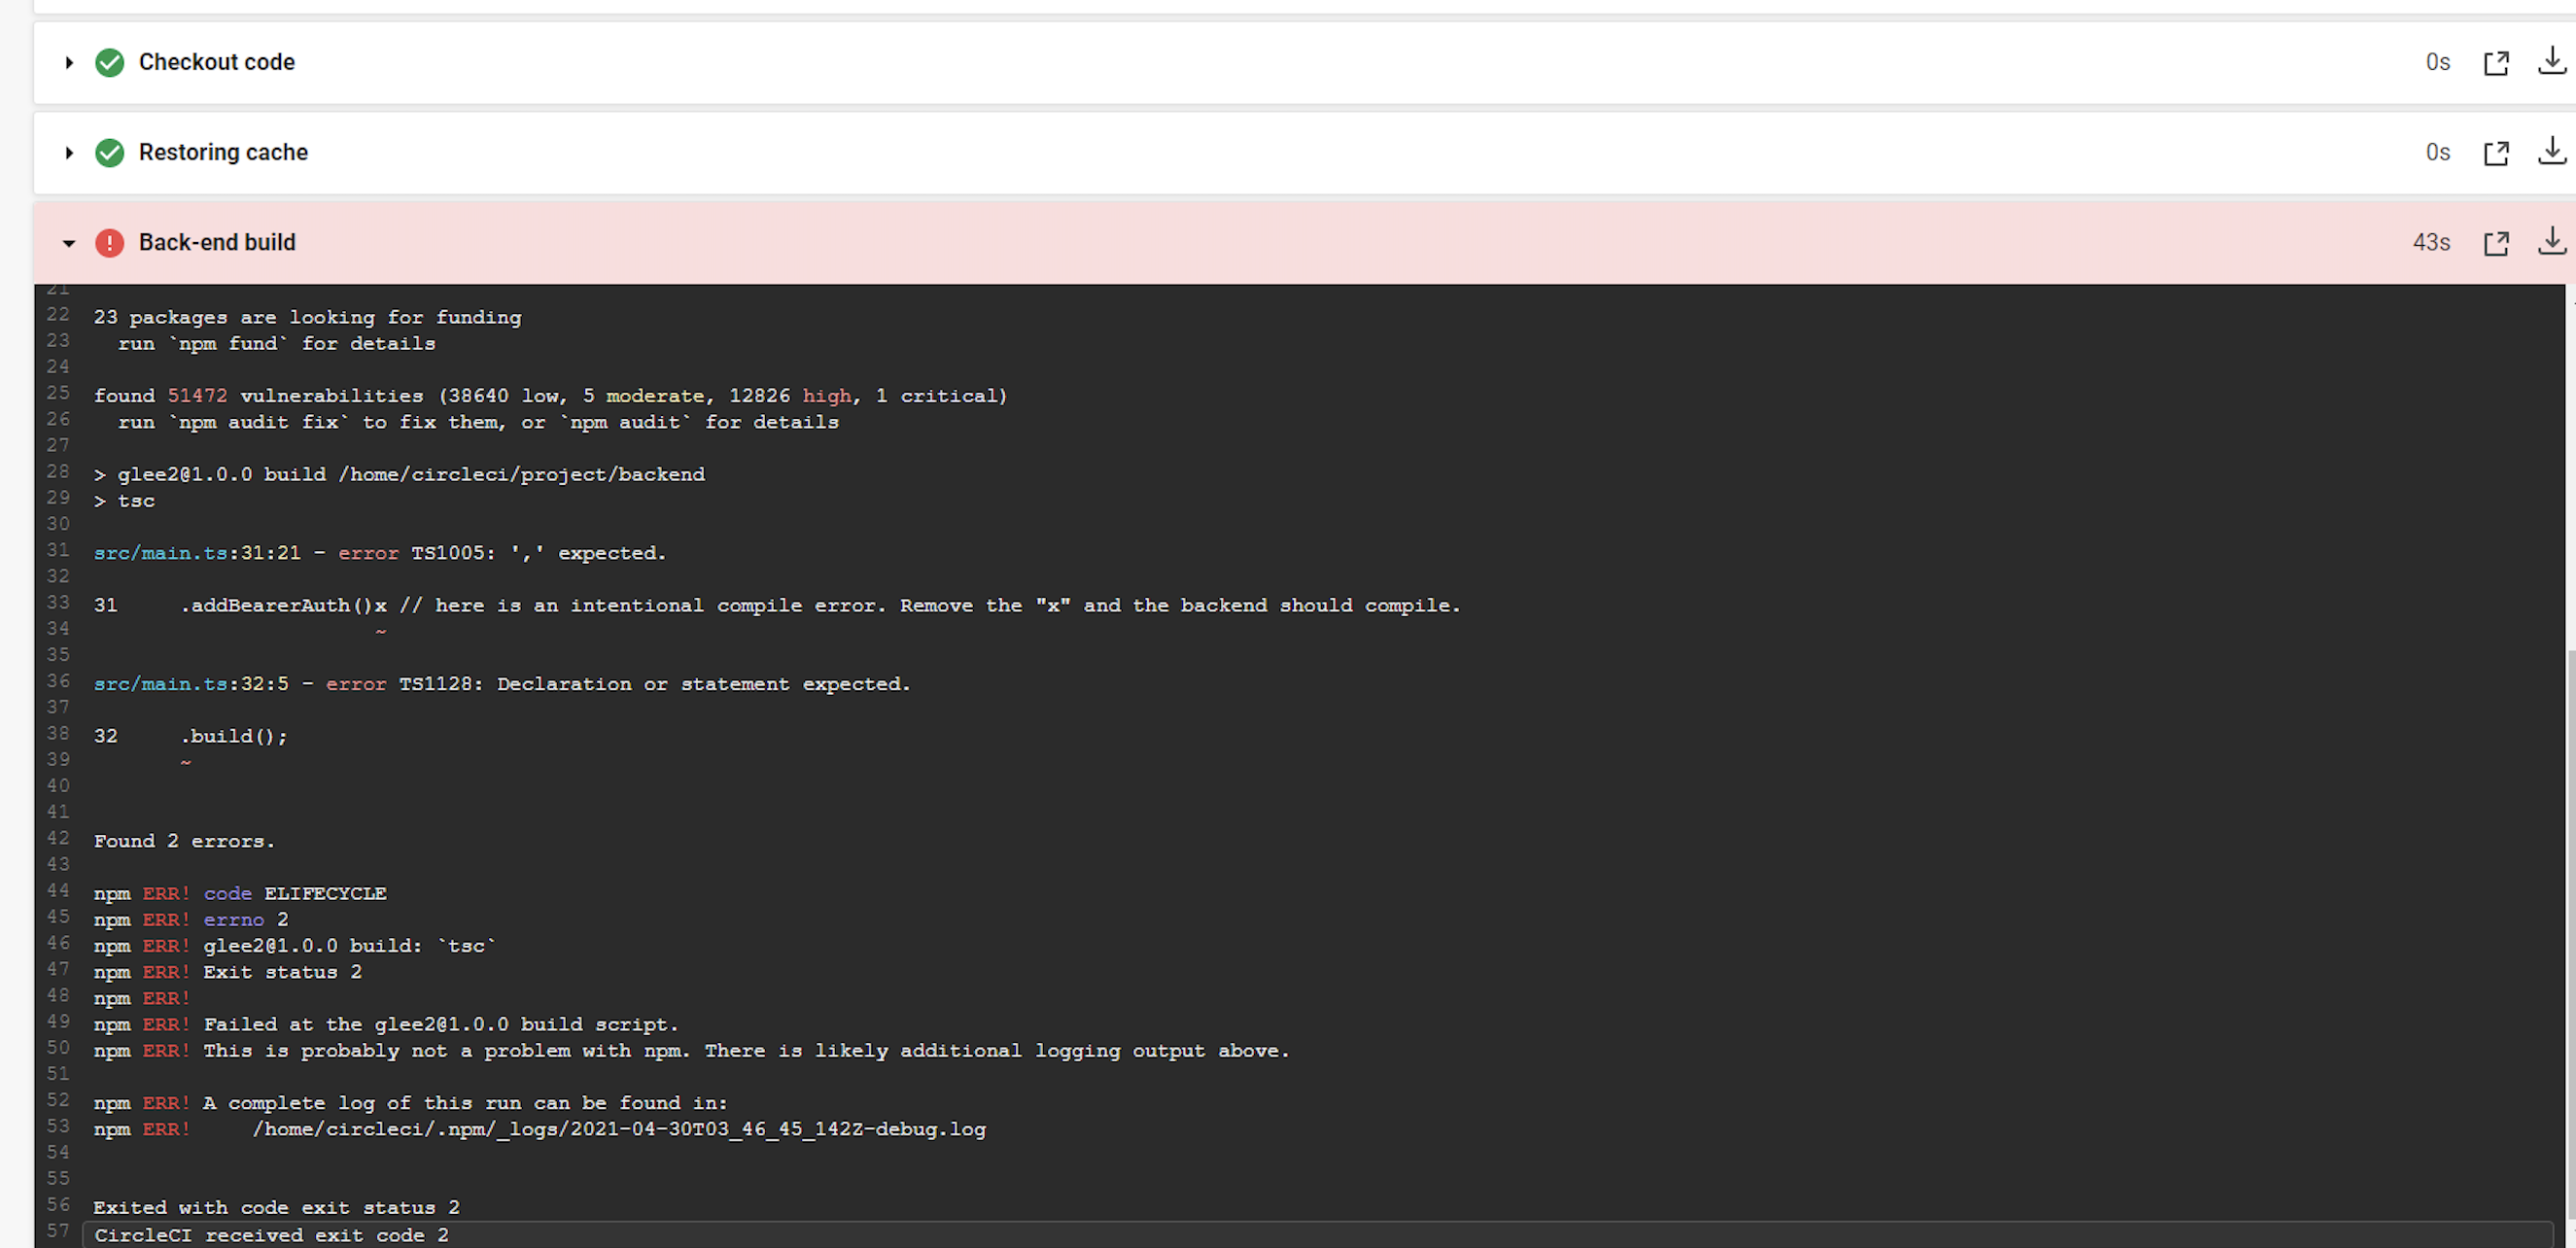 Checkout code 0s
Restoring cache 0s
Back-end build 43s
21
22 23 packages are looking for funding
23 run `npm fund` for details
24
25 found 51472 vulnerabilities (38640 low, 5 moderate, 12826 high, 1 critical)
26 run `npm audit fix` to fix them, or `npm audit` for details
27
28 > glee2@1.0.0 build /home/circleci/project/backend
29 > tsc
30
31 src/main.ts:31:21 - error TS1005: ',' expected.
32
33 31 .addBearerAuth()x // here is an intentional compile error. Remove the "x" and the backend should compile.
34 ~
35
36 src/main.ts:32:5 - error TS1128: Declaration or statement expected.
37
38 32 .build();
39 ~
40
41
42 Found 2 errors.
43
44 npm ERR! code ELIFECYCLE
45 npm ERR! errno 2
46 npm ERR! glee2@1.0.0 build: `tsc`
47 npm ERR! Exit status 2
48 npm ERR!
49 npm ERR! Failed at the glee2@1.0.0 build script.
50 npm ERR! This is probably not a problem with npm. There is likely additional logging output above.
51
52 npm ERR! A complete log of this run can be found in:
53 npm ERR! /home/circleci/.npm/_logs/2021-04-30T03_46_45_142Z-debug.log
54
55
56 Exited with code exit status 2
57 CircleCI received exit code 2